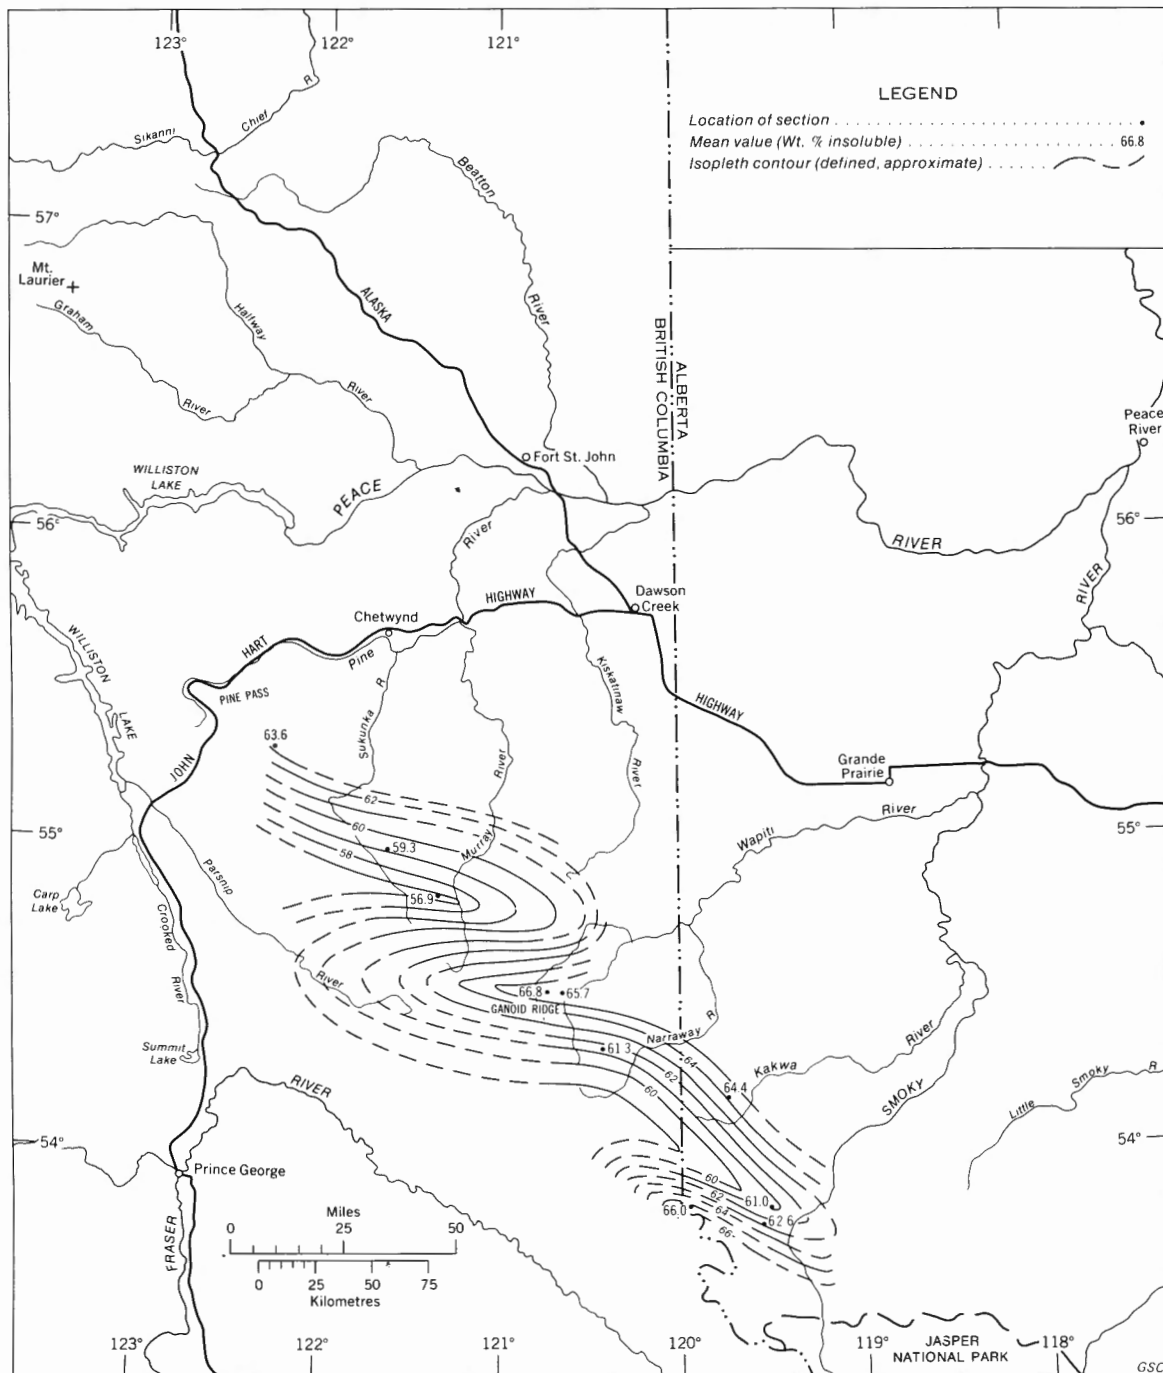 123°
122°
121°
LEGEND
Location of section
Mean value (Wt. % insoluble) 66.8
Isopleth contour (defined, approximate)
Sikanni
Chief
R
Beatton
River
57°
Mt.
Laurier
Graham
River
Halfway
River
ALASKA
ALBERTA
BRITISH COLUMBIA
Peace
River
Fort St. John
WILLISTON
LAKE
PEACE
RIVER
56°
56°
River
RIVER
Dawson
Creek
HIGHWAY
Chetwynd
HART
Pine
PINE PASS
WILLISTON
LAKE
JOHN
Sukunka
R
Murray
River
Kiskatinaw
River
HIGHWAY
Grande
Prairie
63.6
62
60
59.3
58
56.9
55°
55°
Wapiti
River
Carp
Lake
Crooked
River
Parsnip
River
66.8
65.7
GANOID RIDGE
61.3
Narraway
R
64
62
60
Kakwa
River
64.4
SMOKY
Little
Smoky
R
Summit
Lake
RIVER
54°
54°
Prince George
60
62
64
66
66.0
61.0
62 6
Miles
0
25
50
0
25
50
75
Kilometres
FRASER
123°
122°
121°
120°
119°
118°
JASPER
NATIONAL PARK
GSC